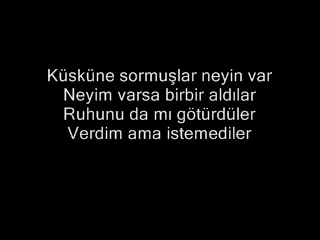 Küsküne sormuşlar neyin var
Neyim varsa birbir aldılar
Ruhunu da mı götürdüler
Verdim ama istemediler